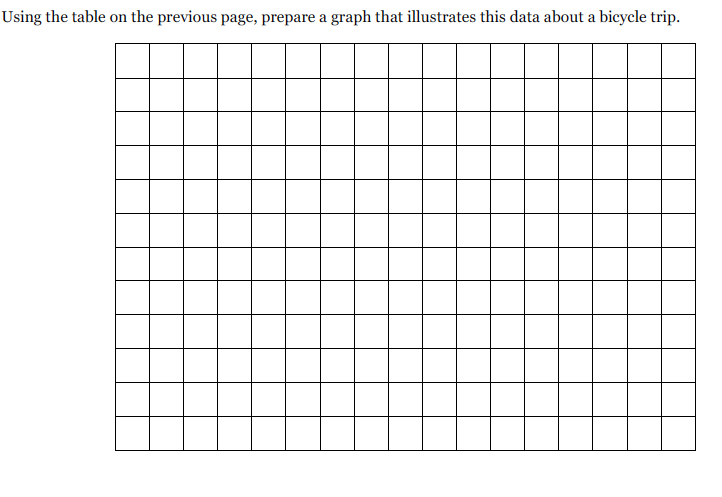 Using the table on the previous page, prepare a graph that illustrates this data about a bicycle trip.